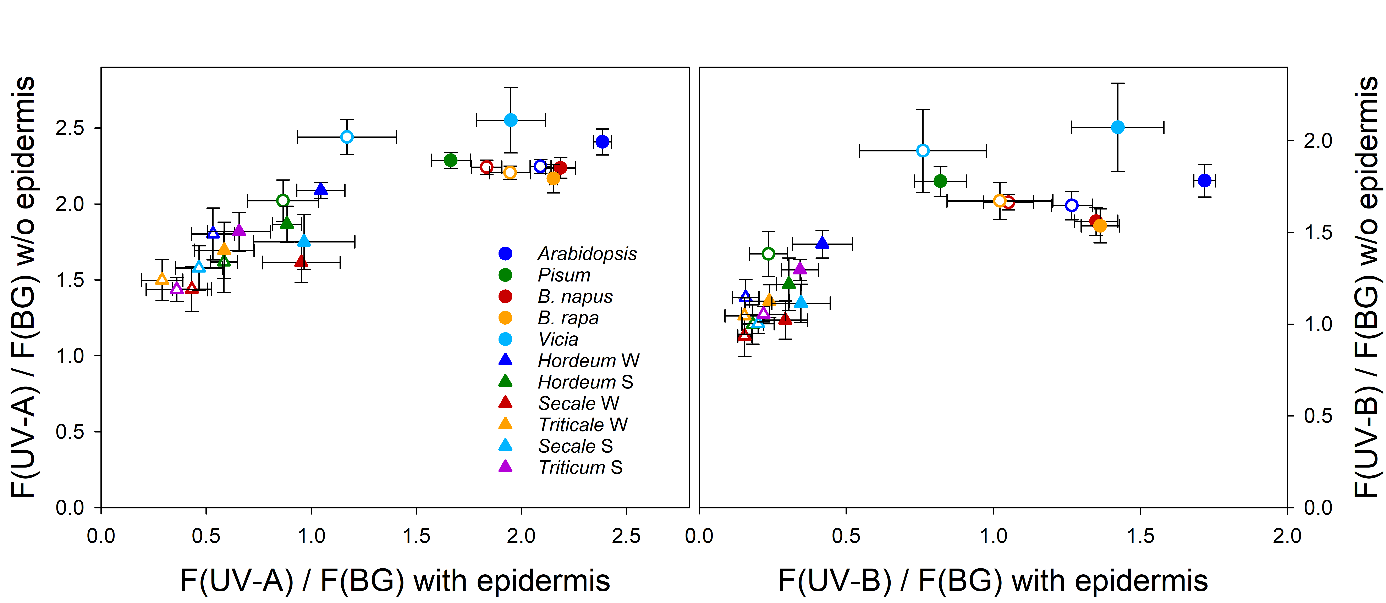 F(UV-A) / F(BG) w/o epidermis
2.5
2.0
1.5
1.0
0.5
0.0
0.0 0.5 1.0 1.5 2.0 2.5
F(UV-A) / F(BG) with epidermis
Arabidopsis
Pisum
B. napus
B. rapa
Vicia
Hordeum W
Hordeum S
Secale W
Triticale W
Secale S
Triticum S
2.0
1.5
1.0
0.5
0.0
0.0 0.5 1.0 1.5 2.0
F(UV-B) / F(BG) with epidermis
F(UV-B) / F(BG) w/o epidermis